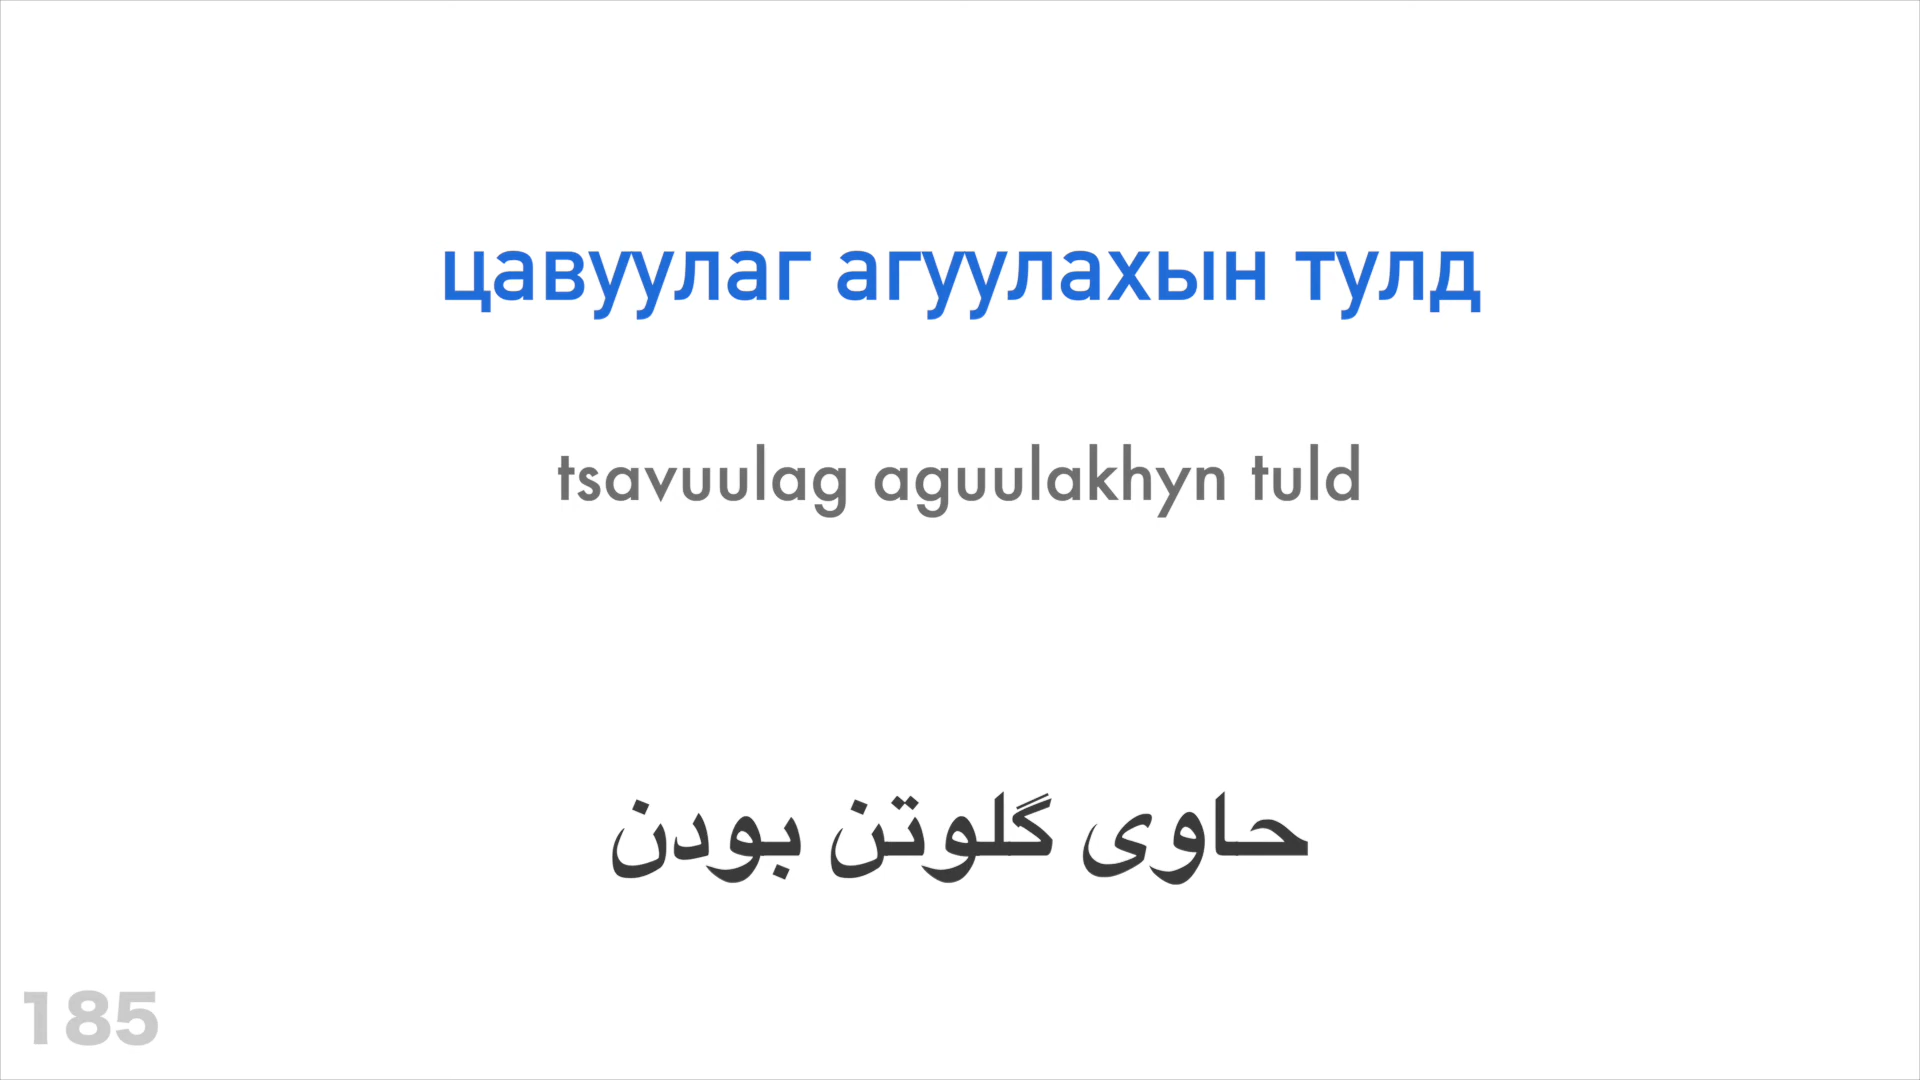 цавуулаг агуулахын тулд
tsavuulag aguulakhyn tuld
حاوی گلوتن بودن
185